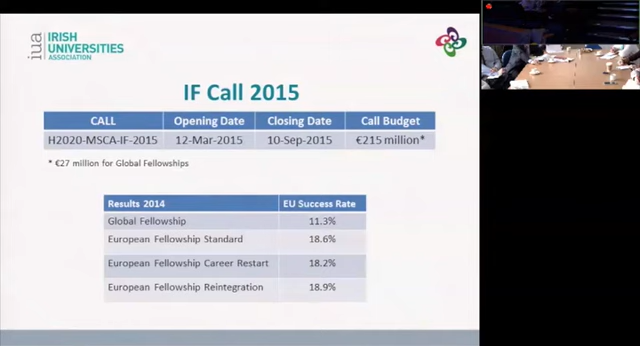 iua IRISH
UNIVERSITIES
ASSOCIATION
IF Call 2015
CALL Opening Date Closing Date Call Budget
H2020-MSCA-IF-2015 12-Mar-2015 10-Sep-2015 €215 million*
* €27 million for Global Fellowships
Results 2014 EU Success Rate
Global Fellowship 11.3%
European Fellowship Standard 18.6%
European Fellowship Career Restart 18.2%
European Fellowship Reintegration 18.9%